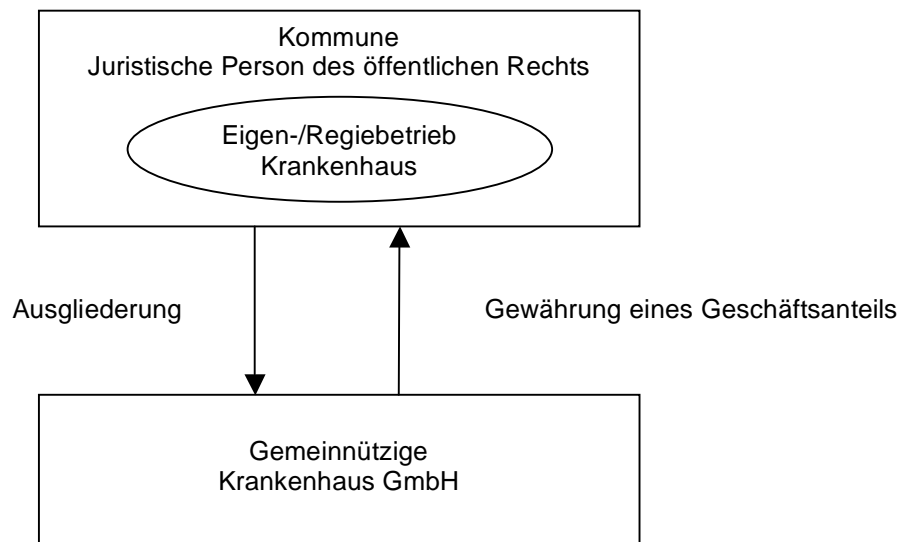 Kommune
Juristische Person des öffentlichen Rechts
Eigen-/Regiebetrieb
Krankenhaus
Ausgliederung
Gewährung eines Geschäftsanteils
Gemeinnützige
Krankenhaus GmbH